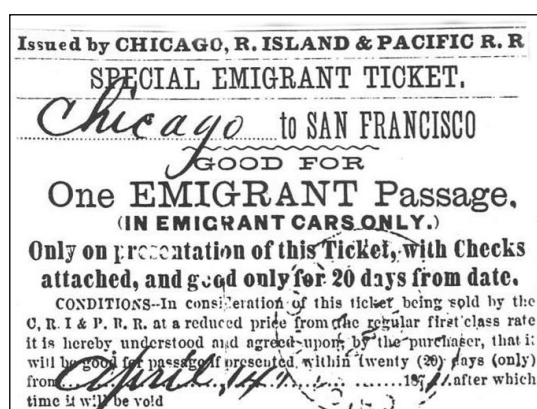 Issued by CHICAGO, R. ISLAND & PACIFIC R. R
SPECIAL EMIGRANT TICKET.
Chicago to SAN FRANCISCO
GOOD FOR
One EMIGRANT Passage,
(IN EMIGRANT CARS ONLY.)
Only on presentation of this Ticket, with Checks
attached, and good only for 20 days from date.
CONDITIONS--In consideration of this ticket being sold by the
C, R. I & P. R. R. at a reduced price from the regular first class rate
it is hereby understood and agreed upon by the purchaser, that it
will be good for passage if presented within twenty (20) days (only)
from April 14 187 after which
time it will be void